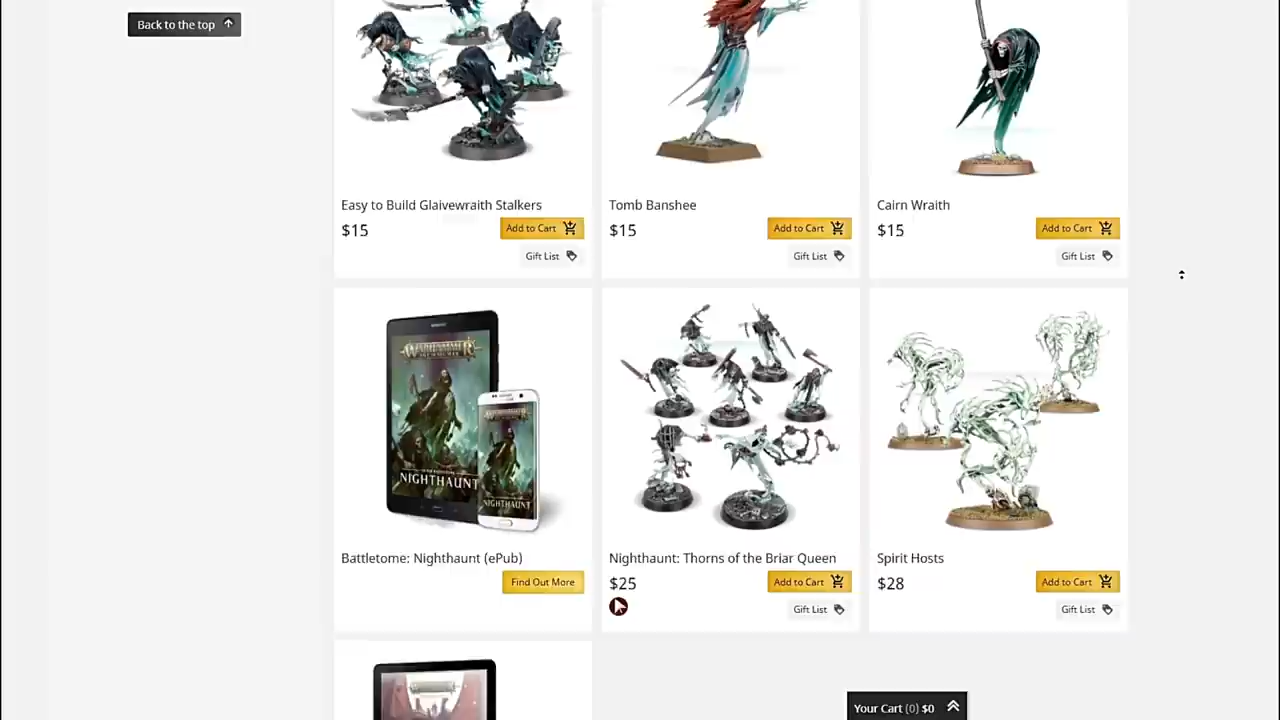 Back to the top
Easy to Build Glaivewraith Stalkers
$15
Add to Cart
Gift List
Tomb Banshee
$15
Add to Cart
Gift List
Cairn Wraith
$15
Add to Cart
Gift List
WARHAMMER
NIGHTHAUNT
NIGHTHAUNT
Battletome: Nighthaunt (ePub)
Find Out More
Nighthaunt: Thorns of the Briar Queen
$25
Add to Cart
Gift List
Spirit Hosts
$28
Add to Cart
Gift List
Your Cart (0) $0